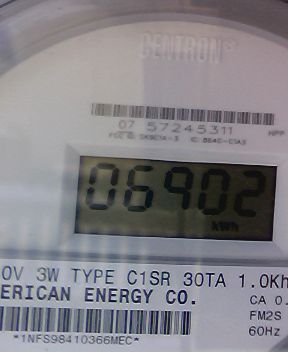 CENTRON®
07 57245311
HPP
06902
kWh
0V 3W TYPE C1SR 30TA 1.0Kh
ERICAN ENERGY CO.
CA 0.
FM2S
60Hz
*1NFS98410366MEC*